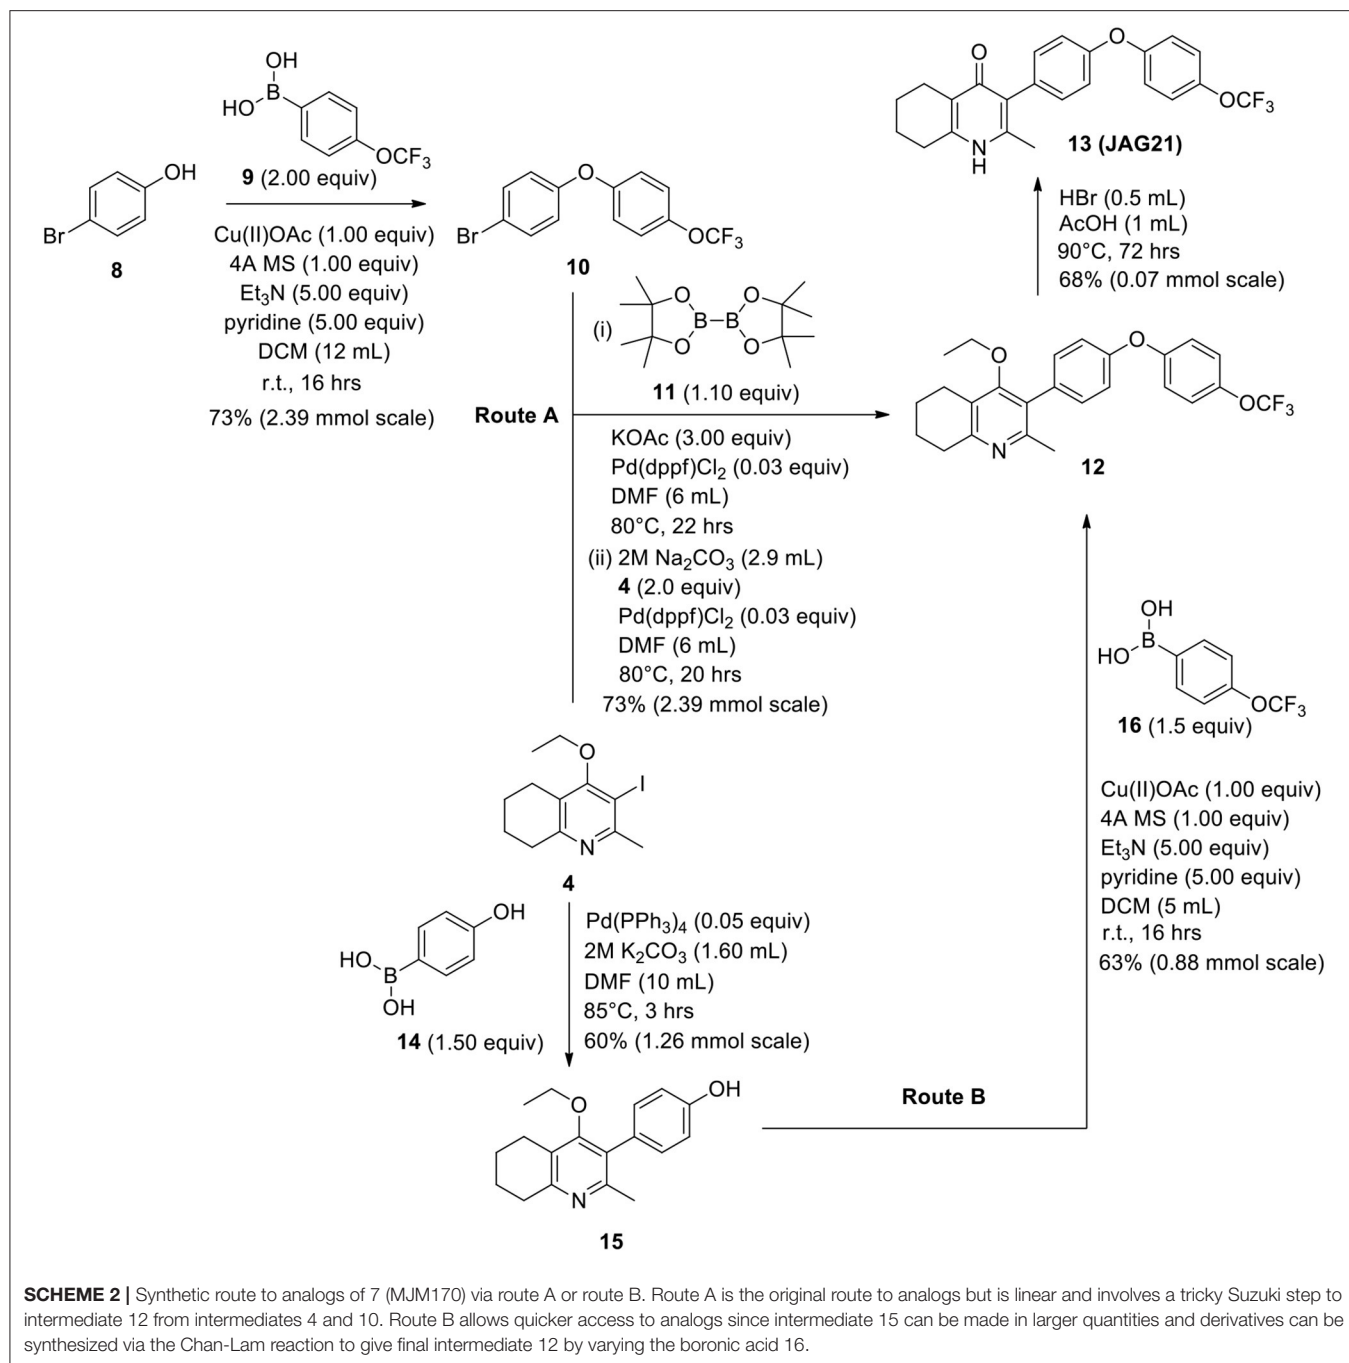 OH
HO
B
OCF3
9 (2.00 equiv)
OH
Br
8
Cu(II)OAc (1.00 equiv)
4A MS (1.00 equiv)
Et3N (5.00 equiv)
pyridine (5.00 equiv)
DCM (12 mL)
r.t., 16 hrs
73% (2.39 mmol scale)
O
Br
OCF3
10
Route A
(i)
O O
B B
O O
11 (1.10 equiv)
KOAc (3.00 equiv)
Pd(dppf)Cl2 (0.03 equiv)
DMF (6 mL)
80°C, 22 hrs
(ii) 2M Na2CO3 (2.9 mL)
4 (2.0 equiv)
Pd(dppf)Cl2 (0.03 equiv)
DMF (6 mL)
80°C, 20 hrs
73% (2.39 mmol scale)
O
O
OCF3
N
H
13 (JAG21)
HBr (0.5 mL)
AcOH (1 mL)
90°C, 72 hrs
68% (0.07 mmol scale)
O
O
OCF3
N
12
O
I
N
4
OH
HO
B
OH
14 (1.50 equiv)
Pd(PPh3)4 (0.05 equiv)
2M K2CO3 (1.60 mL)
DMF (10 mL)
85°C, 3 hrs
60% (1.26 mmol scale)
OH
O
N
15
Route B
OH
HO
B
OCF3
16 (1.5 equiv)
Cu(II)OAc (1.00 equiv)
4A MS (1.00 equiv)
Et3N (5.00 equiv)
pyridine (5.00 equiv)
DCM (5 mL)
r.t., 16 hrs
63% (0.88 mmol scale)
SCHEME 2 | Synthetic route to analogs of 7 (MJM170) via route A or route B. Route A is the original route to analogs but is linear and involves a tricky Suzuki step to
intermediate 12 from intermediates 4 and 10. Route B allows quicker access to analogs since intermediate 15 can be made in larger quantities and derivatives can be
synthesized via the Chan-Lam reaction to give final intermediate 12 by varying the boronic acid 16.